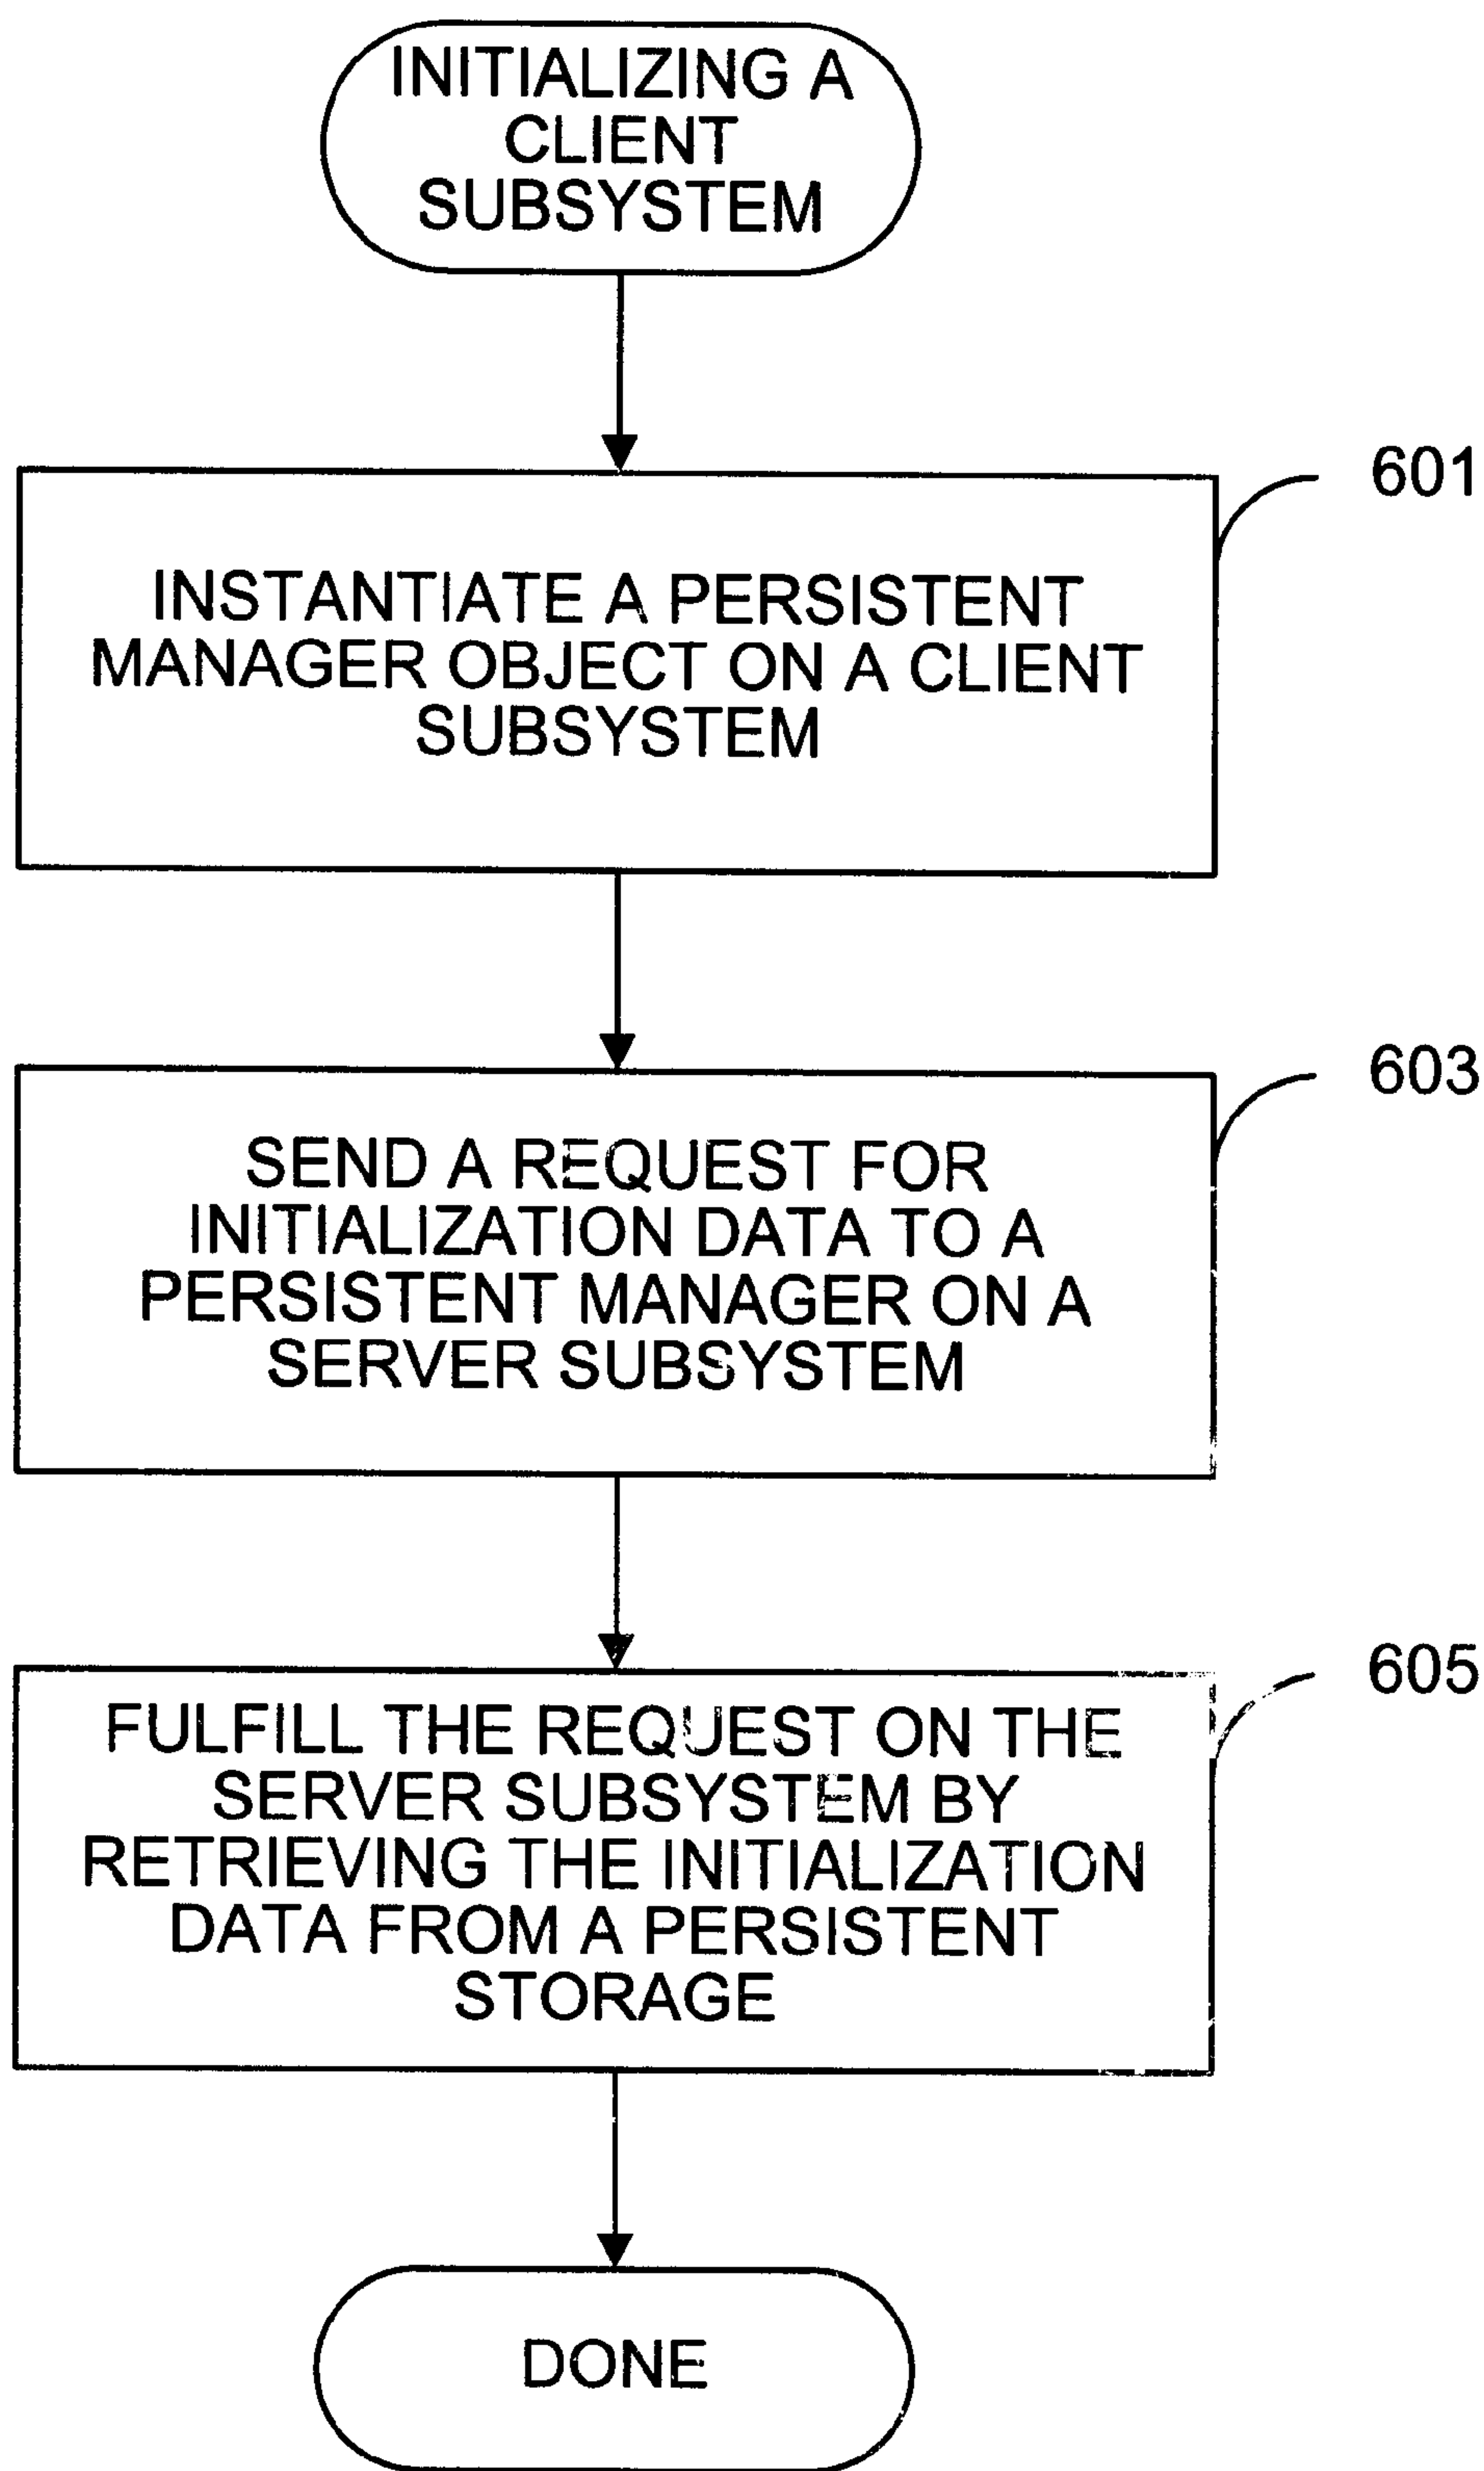 INITIALIZING A
CLIENT
SUBSYSTEM
601
INSTANTIATE A PERSISTENT
MANAGER OBJECT ON A CLIENT
SUBSYSTEM
603
SEND A REQUEST FOR
INITIALIZATION DATA TO A
PERSISTENT MANAGER ON A
SERVER SUBSYSTEM
605
FULFILL THE REQUEST ON THE
SERVER SUBSYSTEM BY
RETRIEVING THE INITIALIZATION
DATA FROM A PERSISTENT
STORAGE
DONE